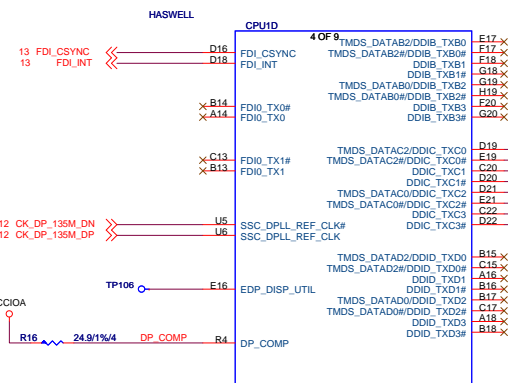 HASWELL
CPU1D
4 OF 9
13 FDI_CSYNC D16 FDI_CSYNC
13 FDI_INT D18 FDI_INT
B14 FDI0_TX0#
A14 FDI0_TX0
C13 FDI0_TX1#
B13 FDI0_TX1
12 CK_DP_135M_DN U5 SSC_DPLL_REF_CLK#
12 CK_DP_135M_DP U6 SSC_DPLL_REF_CLK
TP106 E16 EDP_DISP_UTIL
CCIOA
R16 24.9/1%/4 DP_COMP R4 DP_COMP
TMDS_DATAB2/DDIB_TXB0 E17
TMDS_DATAB2#/DDIB_TXB0# F17
DDIB_TXB1 F18
DDIB_TXB1# G18
TMDS_DATAB0/DDIB_TXB2 G19
TMDS_DATAB0#/DDIB_TXB2# H19
DDIB_TXB3 F20
DDIB_TXB3# G20
TMDS_DATAC2/DDIC_TXC0 D19
TMDS_DATAC2#/DDIC_TXC0# E19
DDIC_TXC1 C20
DDIC_TXC1# D20
TMDS_DATAC0/DDIC_TXC2 D21
TMDS_DATAC0#/DDIC_TXC2# E21
DDIC_TXC3 C22
DDIC_TXC3# D22
TMDS_DATAD2/DDID_TXD0 B15
TMDS_DATAD2#/DDID_TXD0# C15
DDID_TXD1 A16
DDID_TXD1# B16
TMDS_DATAD0/DDID_TXD2 B17
TMDS_DATAD0#/DDID_TXD2# C17
DDID_TXD3 A18
DDID_TXD3# B18